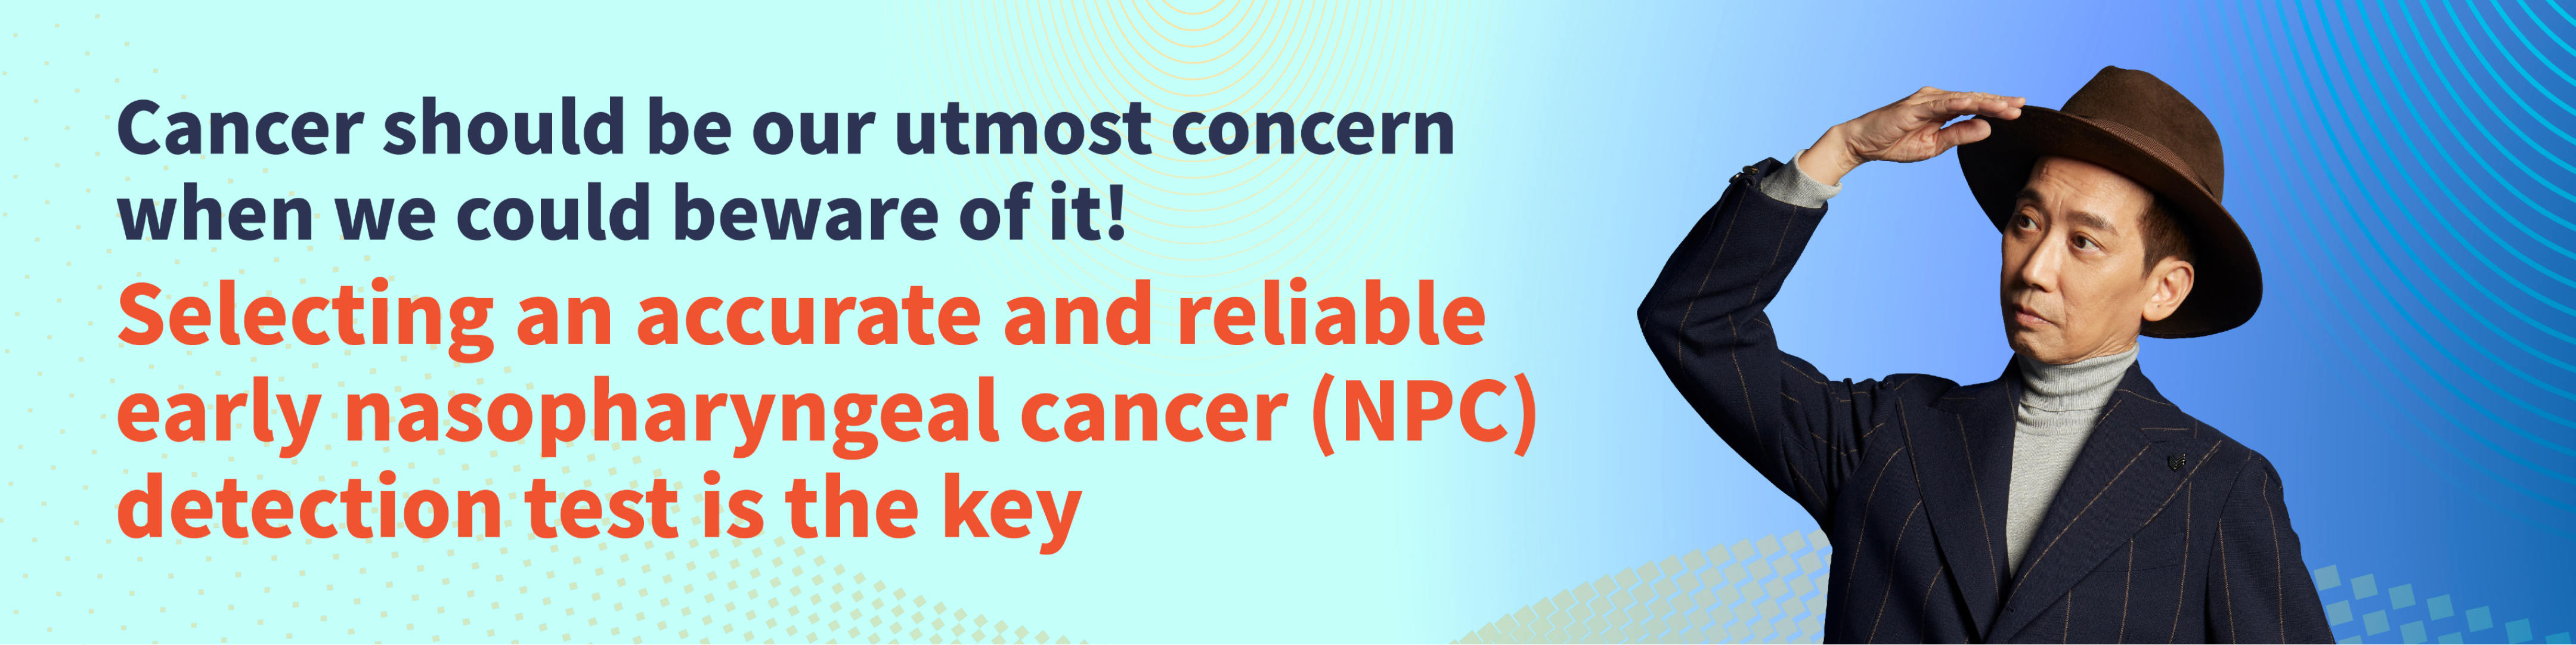 Cancer should be our utmost concern
when we could beware of it!
Selecting an accurate and reliable
early nasopharyngeal cancer (NPC)
detection test is the key